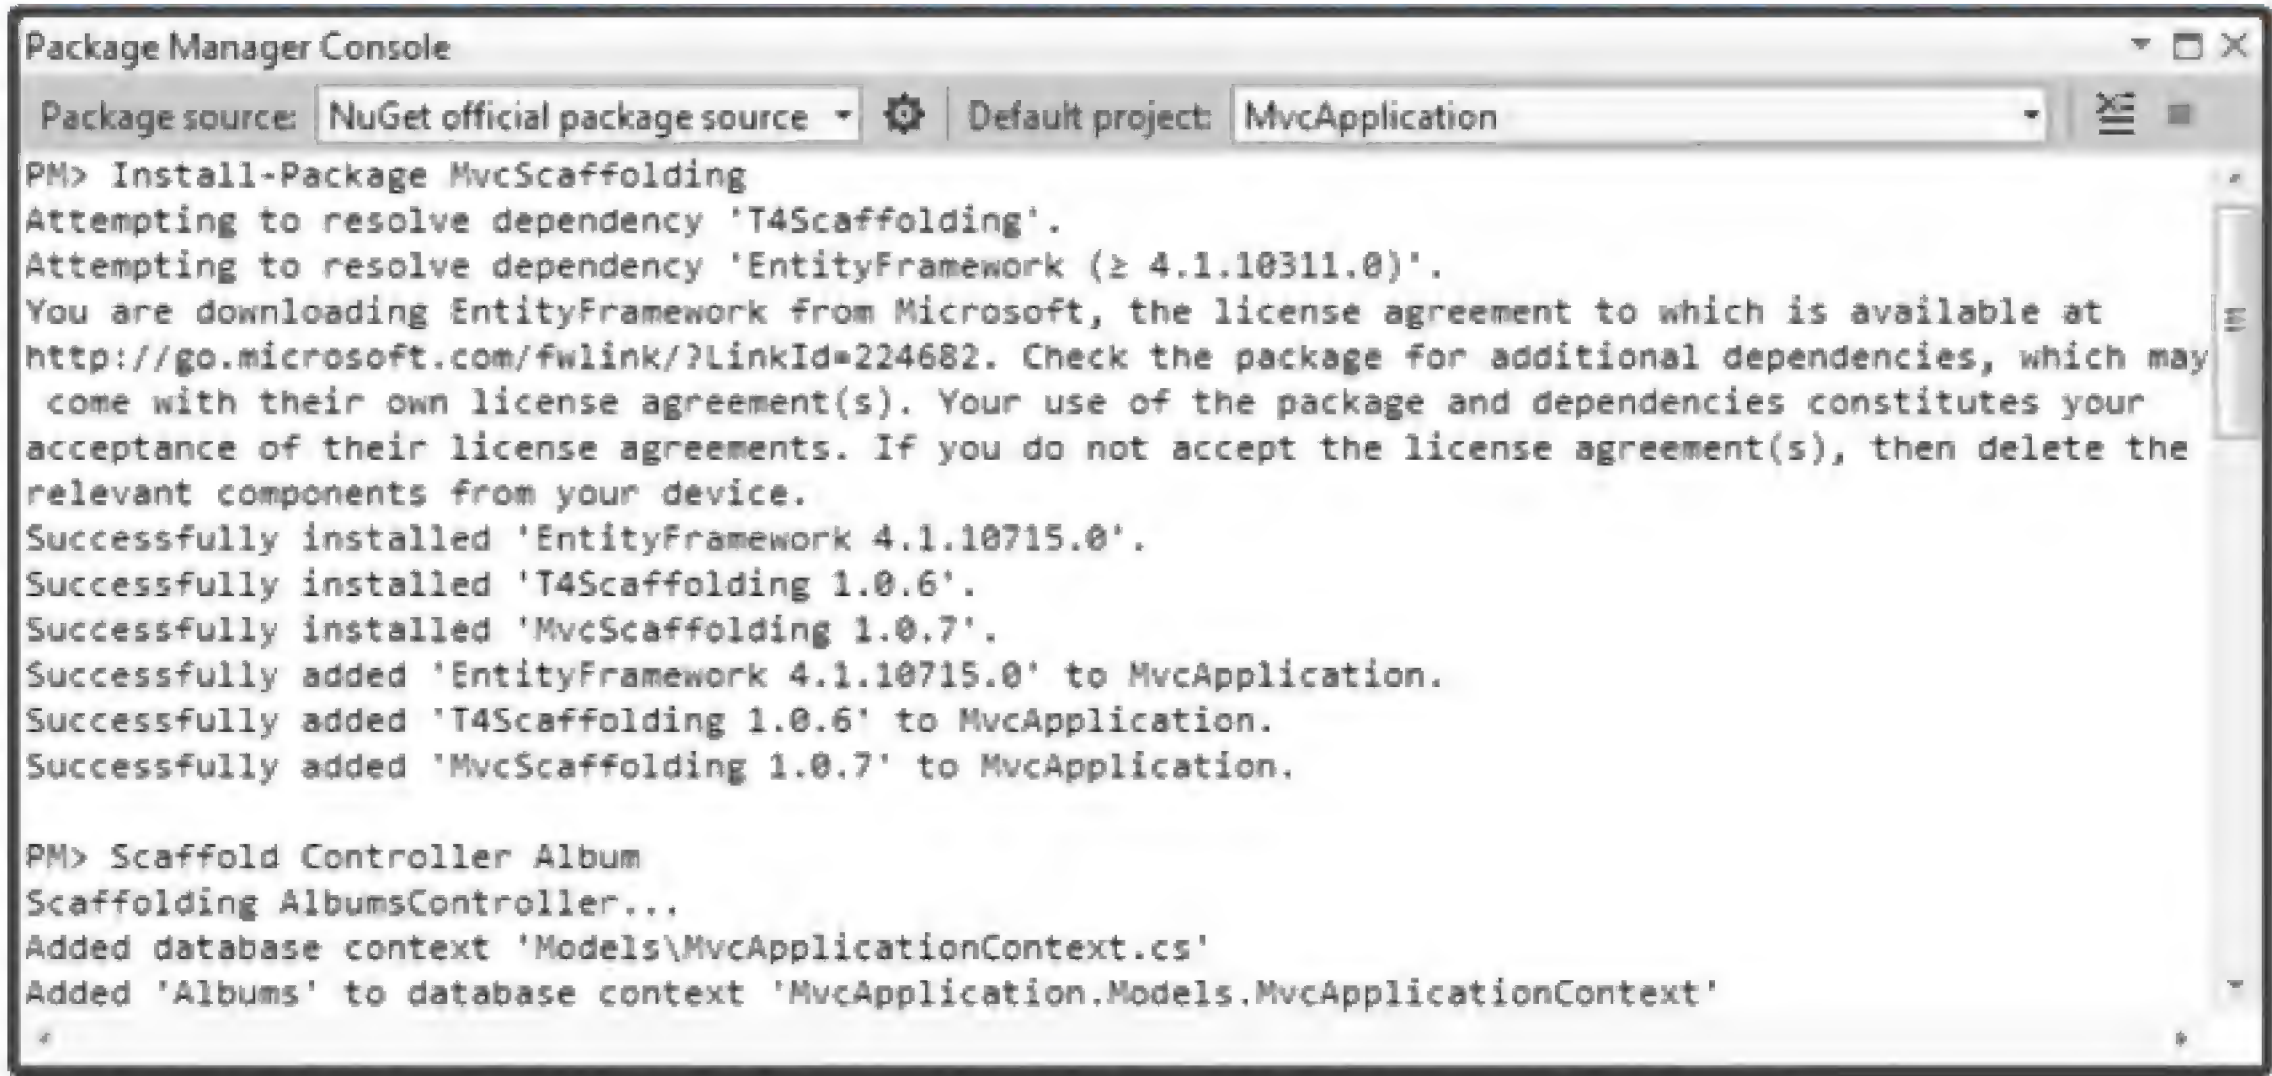 Package Manager Console
Package source: NuGet official package source Default project: MvcApplication
PM> Install-Package MvcScaffolding
Attempting to resolve dependency 'T4Scaffolding'.
Attempting to resolve dependency 'EntityFramework (≥ 4.1.10311.0)'.
You are downloading EntityFramework from Microsoft, the license agreement to which is available at
http://go.microsoft.com/fwlink/?LinkId=224682. Check the package for additional dependencies, which may
come with their own license agreement(s). Your use of the package and dependencies constitutes your
acceptance of their license agreements. If you do not accept the license agreement(s), then delete the
relevant components from your device.
Successfully installed 'EntityFramework 4.1.10715.0'.
Successfully installed 'T4Scaffolding 1.0.6'.
Successfully installed 'MvcScaffolding 1.0.7'.
Successfully added 'EntityFramework 4.1.10715.0' to MvcApplication.
Successfully added 'T4Scaffolding 1.0.6' to MvcApplication.
Successfully added 'MvcScaffolding 1.0.7' to MvcApplication.
PM> Scaffold Controller Album
Scaffolding AlbumsController...
Added database context 'Models\MvcApplicationContext.cs'
Added 'Albums' to database context 'MvcApplication.Models.MvcApplicationContext'